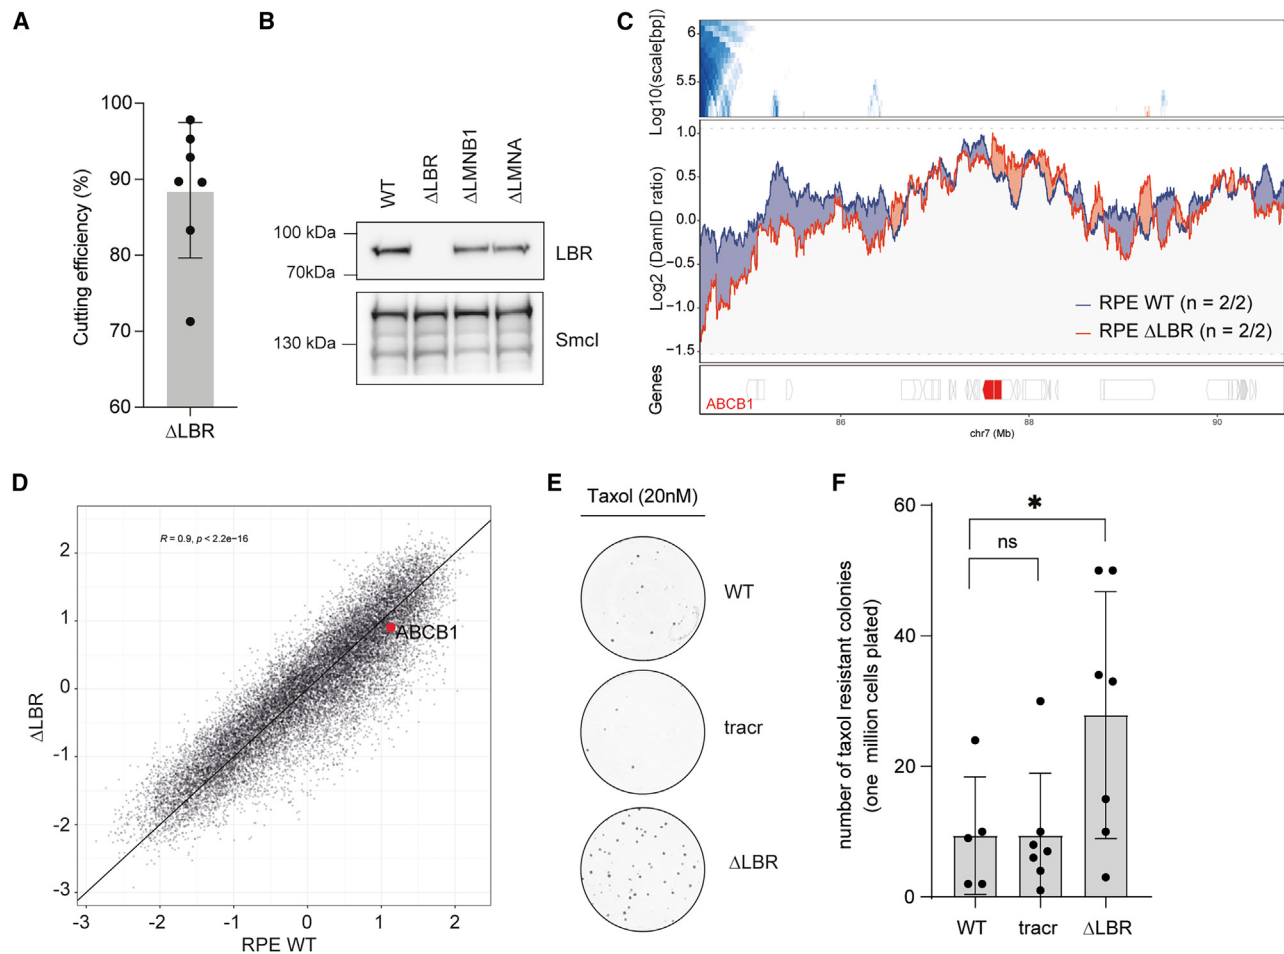 A
Cutting efficiency (%)
100
90
80
70
60
ΔLBR
B
WT
ΔLBR
ΔLMNB1
ΔLMNA
100 kDa
70kDa
LBR
130 kDa
SmcI
C
Log10(scale[bp])
6
5.5
Log2 (DamID ratio)
1.0
0.5
0.0
−0.5
−1.0
−1.5
RPE WT (n = 2/2)
RPE ΔLBR (n = 2/2)
Genes
ABCB1
86
88
90
chr7 (Mb)
D
R = 0.9, p < 2.2e−16
ABCB1
ΔLBR
2
1
0
-1
-2
-3
-3
-2
-1
0
1
2
RPE WT
E
Taxol (20nM)
WT
tracr
ΔLBR
F
number of taxol resistant colonies
(one million cells plated)
60
40
20
0
*
ns
WT
tracr
ΔLBR